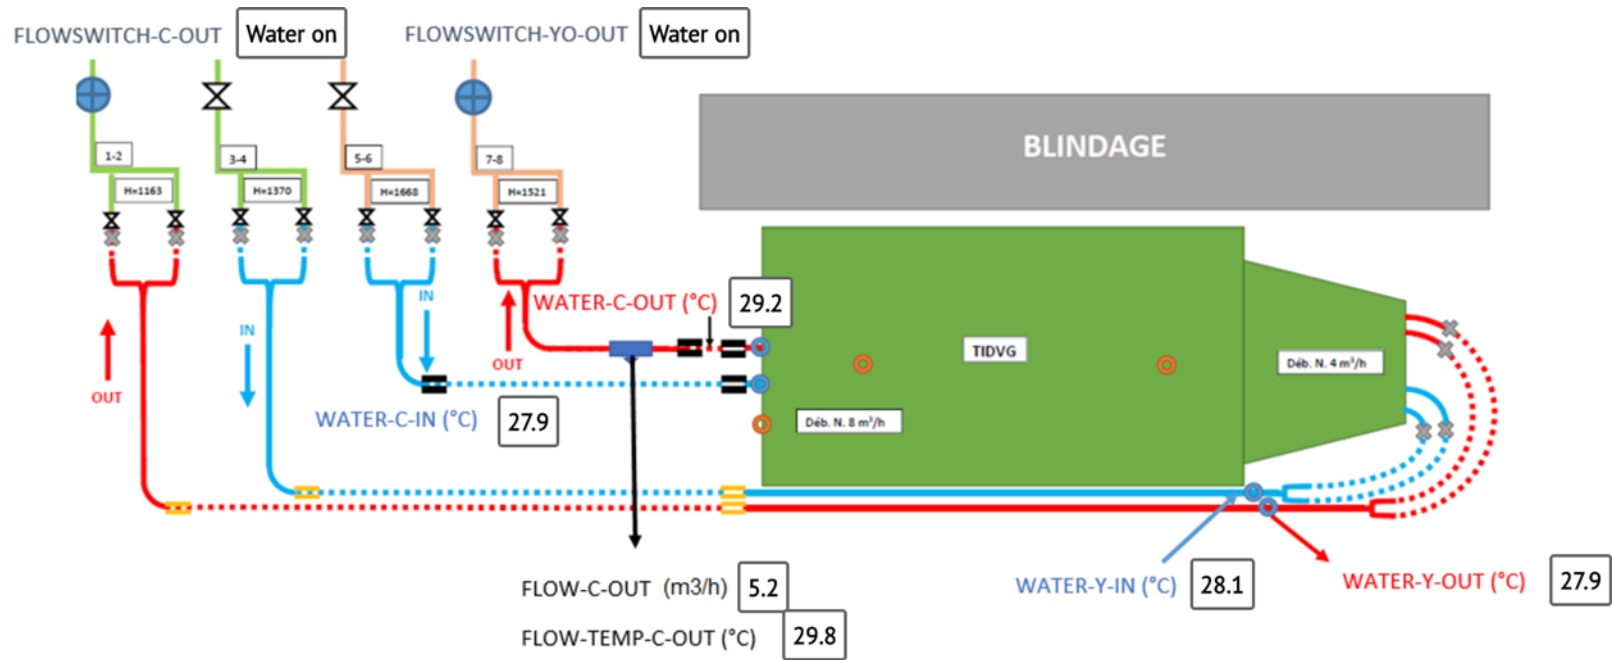 FLOWSWITCH-C-OUT Water on FLOWSWITCH-YO-OUT Water on
BLINDAGE
1-2 3-4 5-6 7-8
H=1163 H=1370 H=1668 H=1521
IN WATER-C-OUT (°C) 29.2
IN
OUT
TIDVG
Déb. N. 4 m³/h
OUT
WATER-C-IN (°C) 27.9
Déb. N. 8 m³/h
FLOW-C-OUT (m3/h) 5.2
WATER-Y-IN (°C) 28.1
WATER-Y-OUT (°C) 27.9
FLOW-TEMP-C-OUT (°C) 29.8